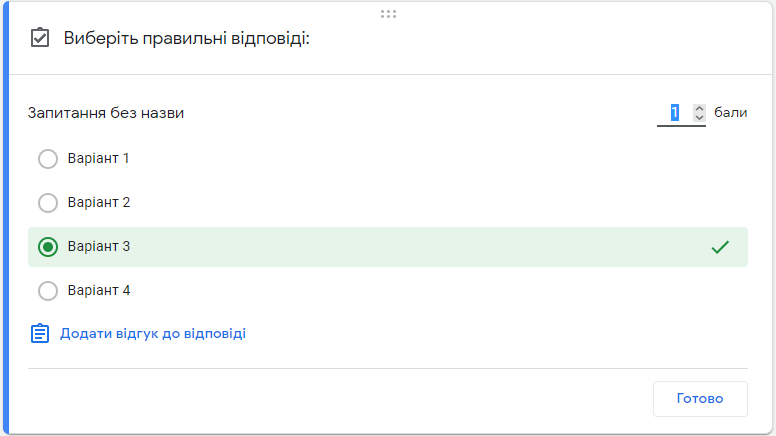 Виберіть правильні відповіді:
Запитання без назви
1 бали
Варіант 1
Варіант 2
Варіант 3
Варіант 4
Додати відгук до відповіді
Готово